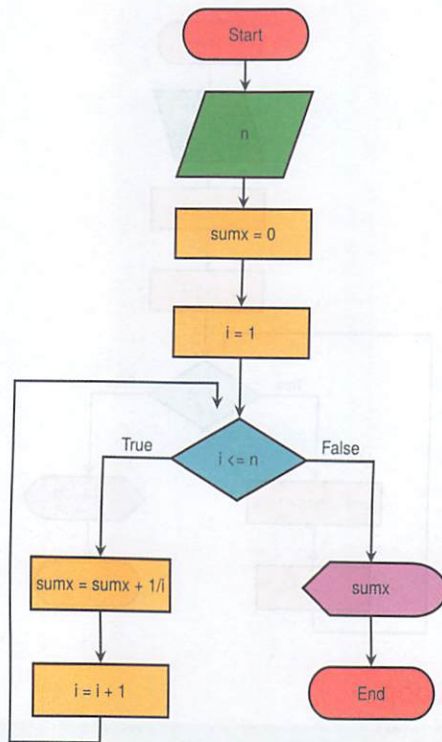 Start
n
sumx = 0
i = 1
i <= n
True
False
sumx = sumx + 1/i
i = i + 1
sumx
End